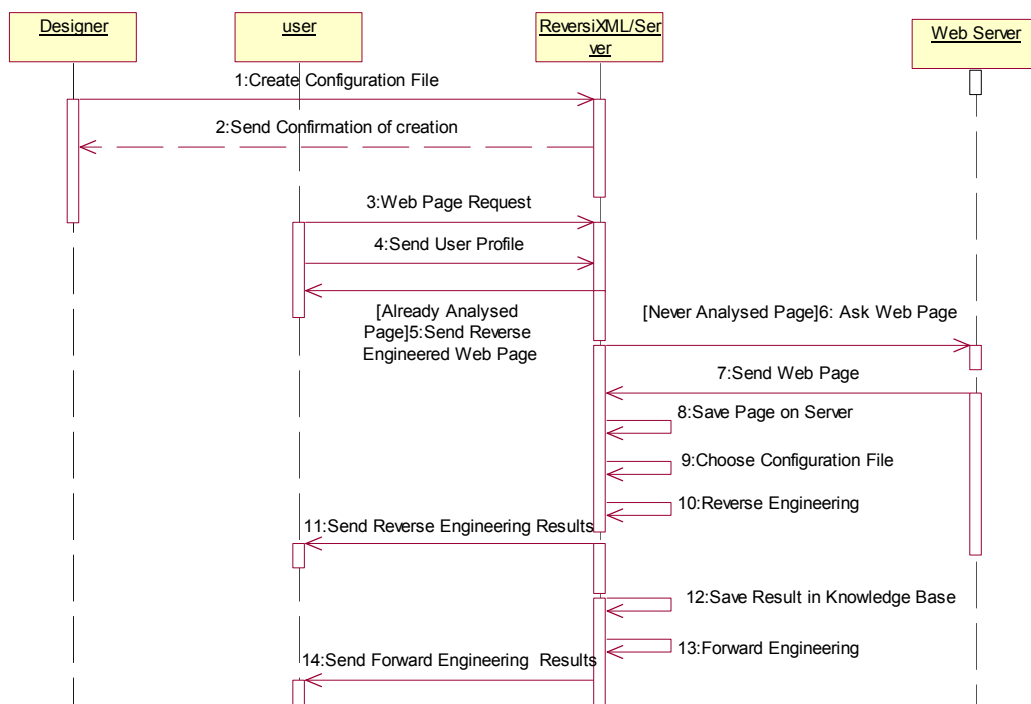 Designer
user
ReversiXML/Ser
ver
Web Server
1:Create Configuration File
2:Send Confirmation of creation
3:Web Page Request
4:Send User Profile
[Already Analysed
Page]5:Send Reverse
Engineered Web Page
[Never Analysed Page]6: Ask Web Page
7:Send Web Page
8:Save Page on Server
9:Choose Configuration File
10:Reverse Engineering
11:Send Reverse Engineering Results
12:Save Result in Knowledge Base
13:Forward Engineering
14:Send Forward Engineering Results